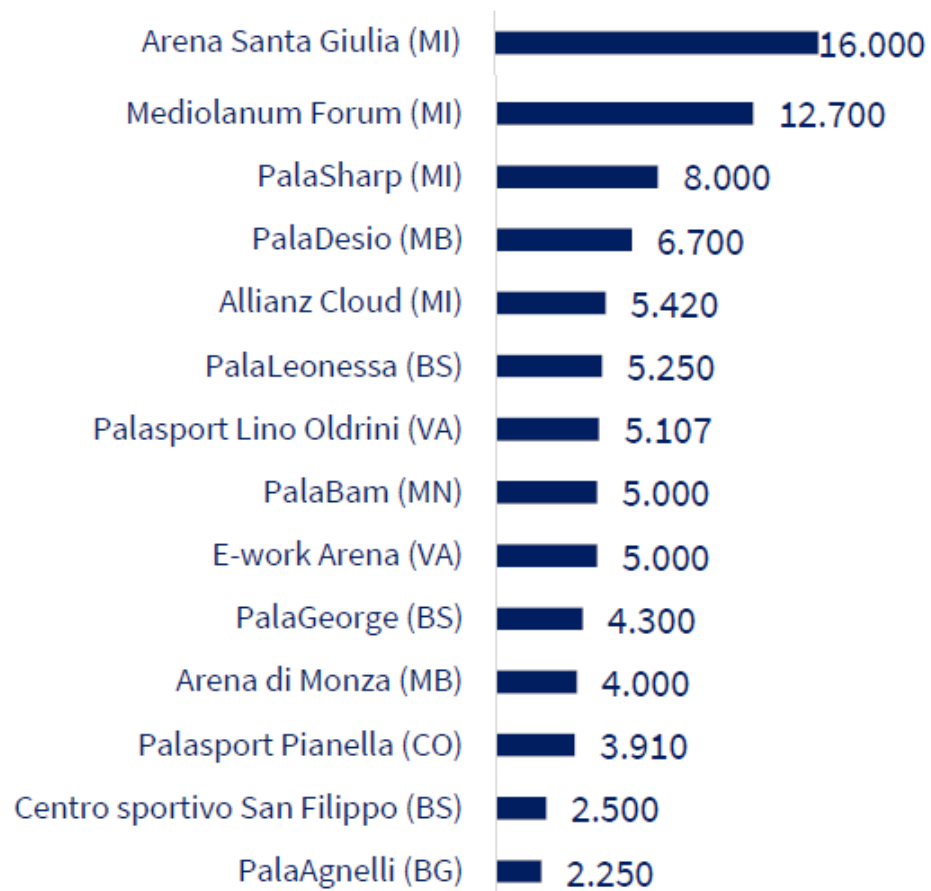 Arena Santa Giulia (MI) 16.000
Mediolanum Forum (MI) 12.700
PalaSharp (MI) 8.000
PalaDesio (MB) 6.700
Allianz Cloud (MI) 5.420
PalaLeonessa (BS) 5.250
Palasport Lino Oldrini (VA) 5.107
PalaBam (MN) 5.000
E-work Arena (VA) 5.000
PalaGeorge (BS) 4.300
Arena di Monza (MB) 4.000
Palasport Pianella (CO) 3.910
Centro sportivo San Filippo (BS) 2.500
PalaAgnelli (BG) 2.250